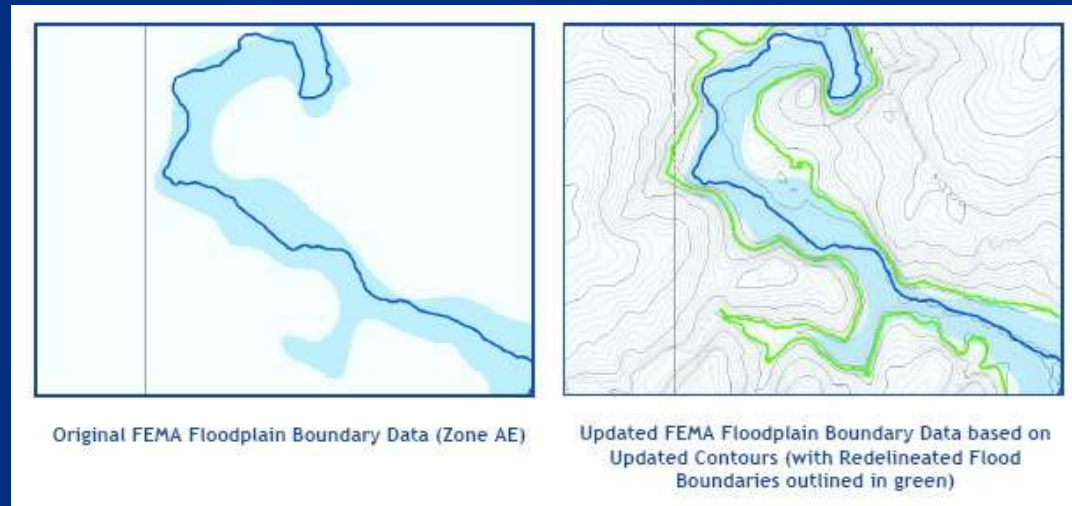 Original FEMA Floodplain Boundary Data (Zone AE)
Updated FEMA Floodplain Boundary Data based on
Updated Contours (with Redelineated Flood
Boundaries outlined in green)